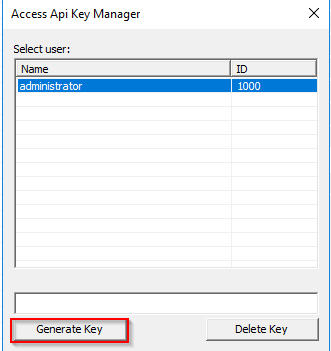 Access Api Key Manager
Select user:
Name ID
administrator 1000
Generate Key Delete Key